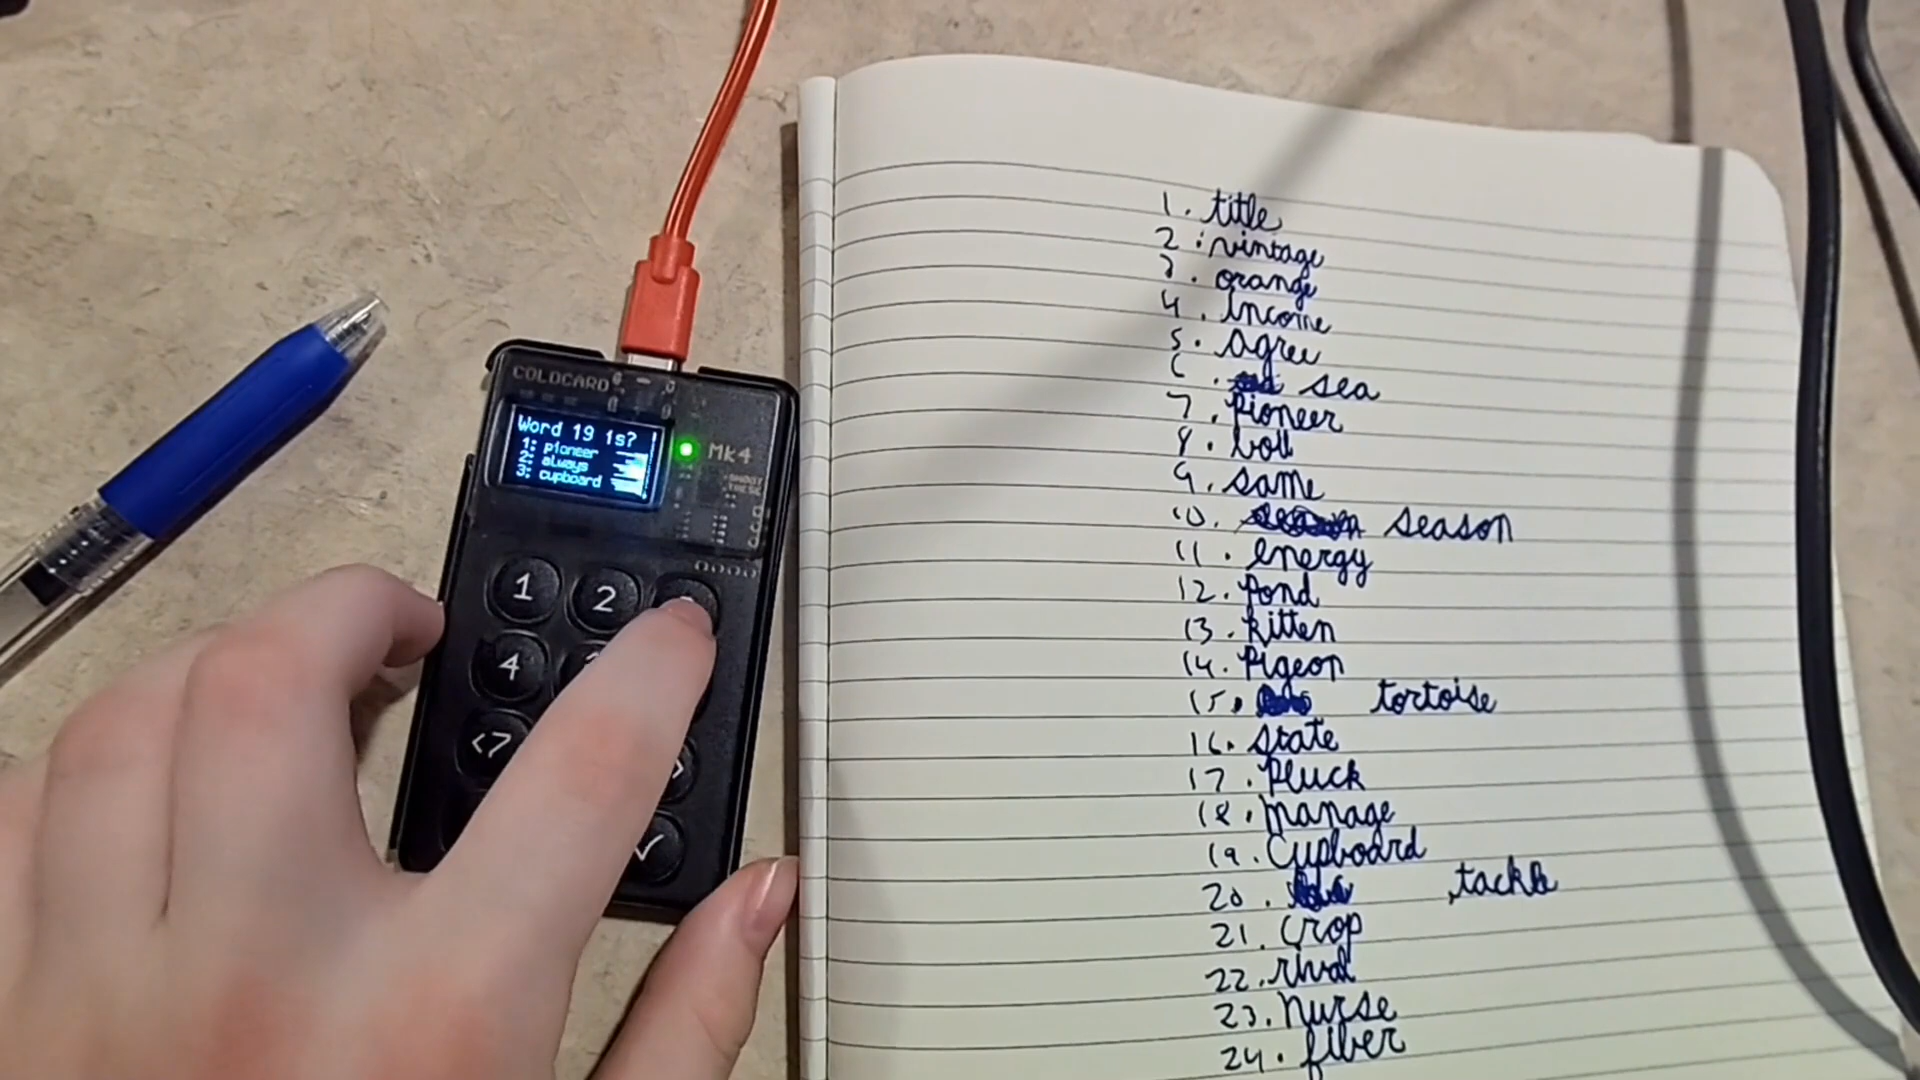 COLDCARD
Word 19 is?
1: pioneer
2: always
3: cupboard
Mk4
1 2
4
<7
1. title
2. vintage
3. orange
4. income
5. agree
6. sea
7. pioneer
8.
9. same
10. season
11. energy
12. pond
13. kitten
14. pigeon
15. tortoise
16. state
17. pluck
18. manage
19. cupboard
20. tackle
21. crop
22. rival
23. nurse
24. fiber